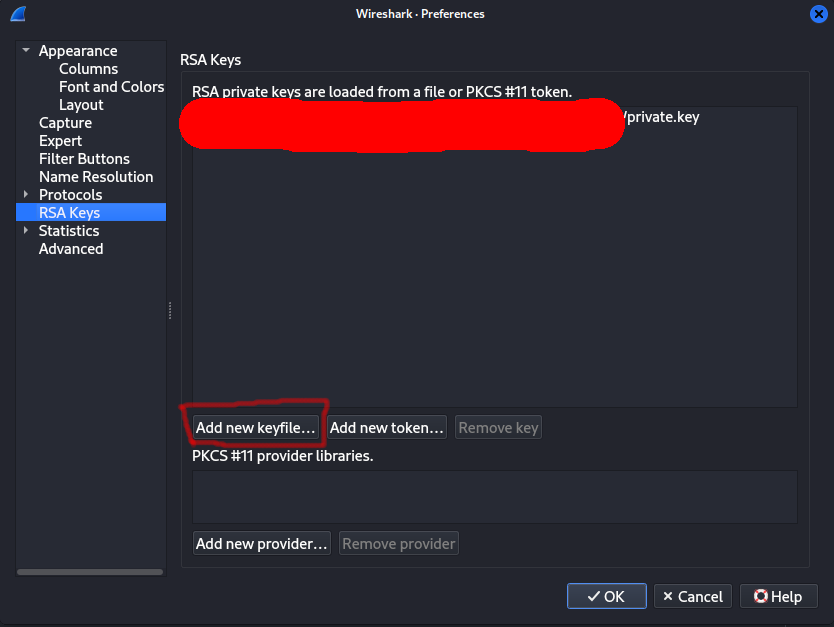 Wireshark · Preferences
Appearance
Columns
Font and Colors
Layout
Capture
Expert
Filter Buttons
Name Resolution
Protocols
RSA Keys
Statistics
Advanced
RSA Keys
RSA private keys are loaded from a file or PKCS #11 token.
/private.key
Add new keyfile... Add new token... Remove key
PKCS #11 provider libraries.
Add new provider... Remove provider
OK Cancel Help